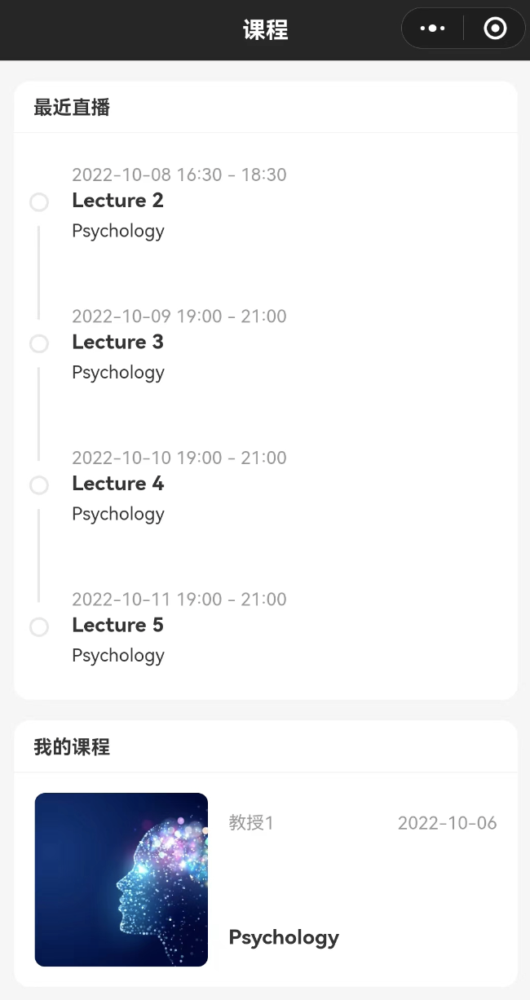 课程
最近直播
2022-10-08 16:30 - 18:30
Lecture 2
Psychology
2022-10-09 19:00 - 21:00
Lecture 3
Psychology
2022-10-10 19:00 - 21:00
Lecture 4
Psychology
2022-10-11 19:00 - 21:00
Lecture 5
Psychology
我的课程
教授1 2022-10-06
Psychology